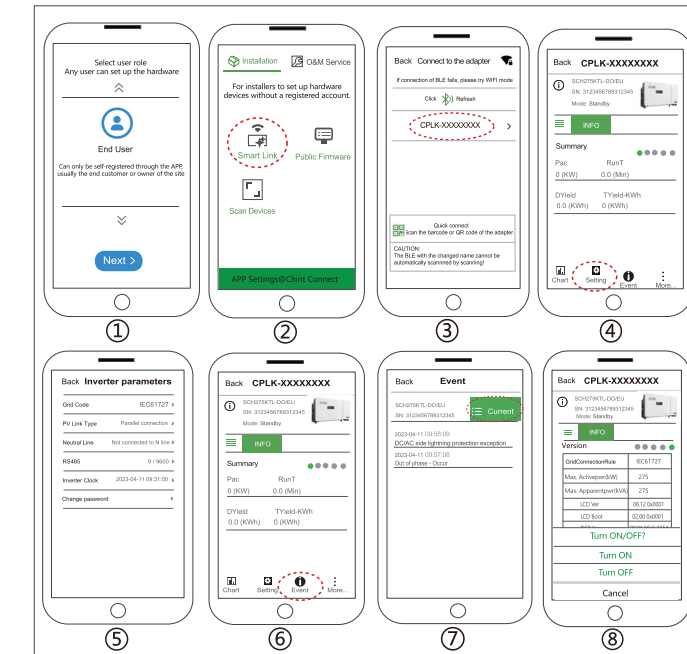 Select user role
Any user can set up the hardware
End User
Can only be self-registered through the APP,
usually the end customer or owner of the site
Next >
①
Installation O&M Service
For installers to set up hardware
devices without a registered account.
Smart Link Public Firmware
Scan Devices
APP Settings@Chint Connect
②
Back Connect to the adapter
If connection of BLE fails, please try WIFI mode
Click Refresh
CPLK-XXXXXXXX >
Quick connect
Scan the barcode or QR code of the adapter
CAUTION:
The BLE with the changed name cannot be
automatically scannred by scanning!
③
Back CPLK-XXXXXXXX
SCH275KTL-DO/EU
SN: 3123456789312345
Mode: Standby
INFO
Summary
Pac RunT
0 (KW) 0.0 (Min)
DYield TYield-KWh
0.0 (KWh) 0 (KWh)
Chart Setting Event More...
④
Back Inverter parameters
Grid Code IEC61727 >
PV Link Type Parallel connection >
Neutral Line Not connected to N line >
RS485 9 / 9600 >
Inverter Clock 2023-04-11 09:31:00 >
Change password >
⑤
Back CPLK-XXXXXXXX
SCH275KTL-DO/EU
SN: 3123456789312345
Mode: Standby
INFO
Summary
Pac RunT
0 (KW) 0.0 (Min)
DYield TYield-KWh
0.0 (KWh) 0 (KWh)
Chart Setting Event More...
⑥
Back Event
SCH275KTL-DO/EU
SN: 3123456789312345
Current
2023-04-11 09:58:09
DC/AC side lightning protection exception
2023-04-11 09:57:08
Out of phase - Occur
⑦
Back CPLK-XXXXXXXX
SCH275KTL-DO/EU
SN: 3123456789312345
Mode: Standby
INFO
Version
GridConnectionRule IEC61727
Max. Activepwr(kW) 275
Max. Apparentpwr(kVA) 275
LCD Ver 08.12 0x0001
LCD Boot 02.00 0x0001
Turn ON/OFF?
Turn ON
Turn OFF
Cancel
⑧